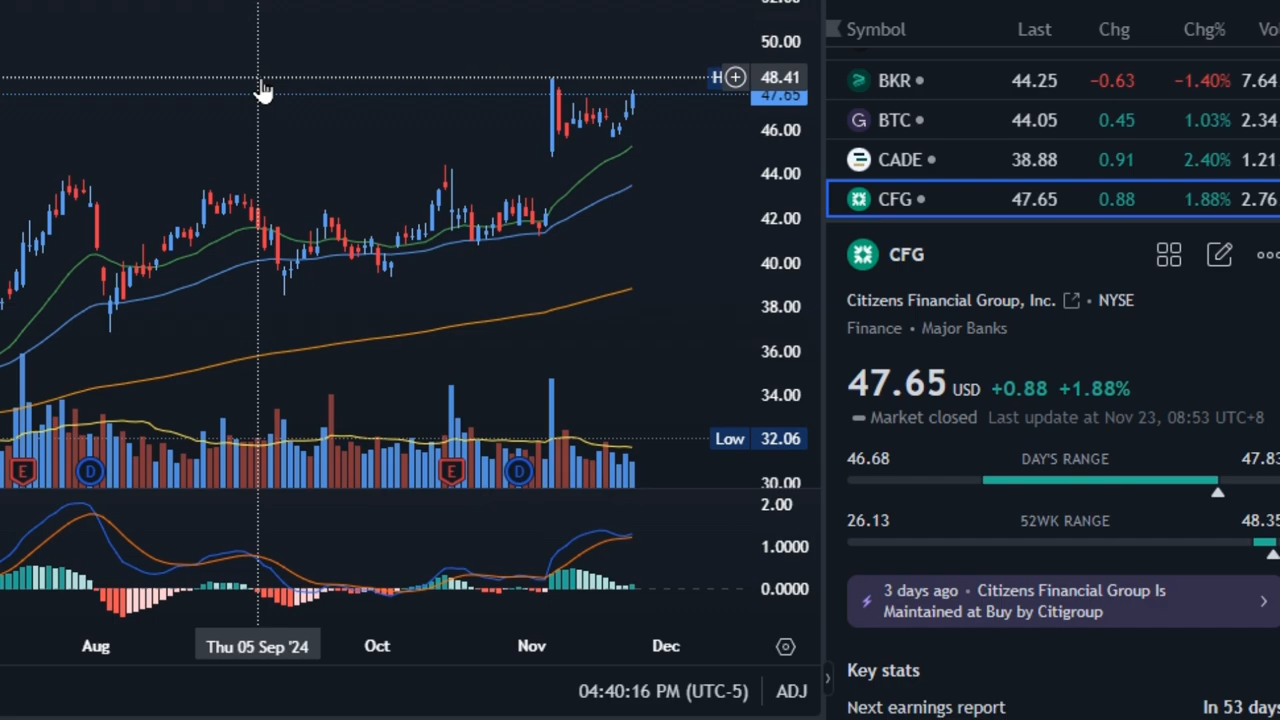 52.00
50.00
H 48.41
47.65
46.00
44.00
42.00
40.00
38.00
36.00
34.00
Low 32.06
30.00
E D E D
2.00
1.0000
0.0000
Aug Thu 05 Sep '24 Oct Nov Dec
04:40:16 PM (UTC-5) ADJ
Symbol Last Chg Chg% Vo
BKR 44.25 −0.63 −1.40% 7.64
BTC 44.05 0.45 1.03% 2.34
CADE 38.88 0.91 2.40% 1.21
CFG 47.65 0.88 1.88% 2.76
CFG
Citizens Financial Group, Inc. • NYSE
Finance • Major Banks
47.65 USD +0.88 +1.88%
Market closed Last update at Nov 23, 08:53 UTC+8
46.68 DAY'S RANGE 47.83
26.13 52WK RANGE 48.35
3 days ago • Citizens Financial Group Is
Maintained at Buy by Citigroup
Key stats
Next earnings report In 53 days